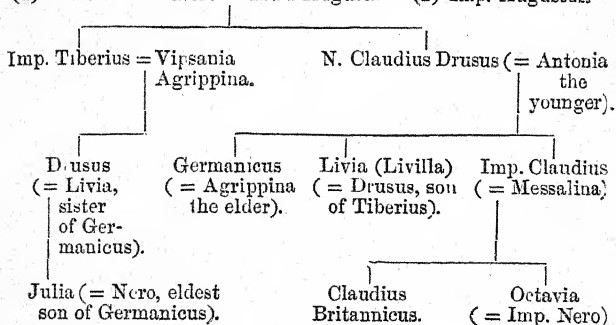 Imp. Tiberius = Vipsania Agrippina.
N. Claudius Drusus (= Antonia the younger).
Drusus (= Livia, sister of Germanicus).
Germanicus (= Agrippina the elder).
Livia (Livilla) (= Drusus, son of Tiberius).
Imp. Claudius (= Messalina)
Julia (= Nero, eldest son of Germanicus).
Claudius Britannicus.
Octavia (= Imp. Nero)